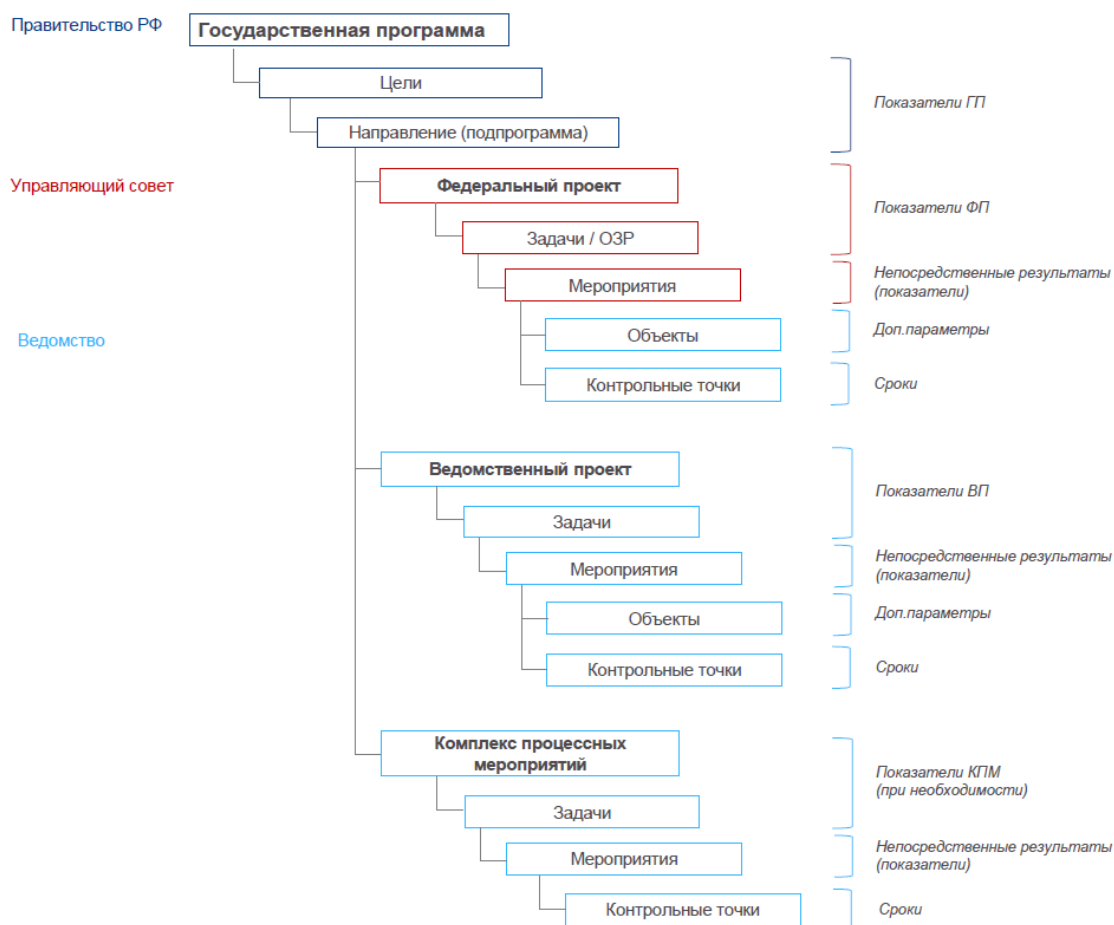 Правительство РФ
Государственная программа
Цели
Показатели ГП
Направление (подпрограмма)
Управляющий совет
Федеральный проект
Показатели ФП
Задачи / ОЗР
Мероприятия
Непосредственные результаты
(показатели)
Ведомство
Объекты
Доп.параметры
Контрольные точки
Сроки
Ведомственный проект
Показатели ВП
Задачи
Мероприятия
Непосредственные результаты
(показатели)
Объекты
Доп.параметры
Контрольные точки
Сроки
Комплекс процессных
мероприятий
Показатели КПМ
(при необходимости)
Задачи
Мероприятия
Непосредственные результаты
(показатели)
Контрольные точки
Сроки